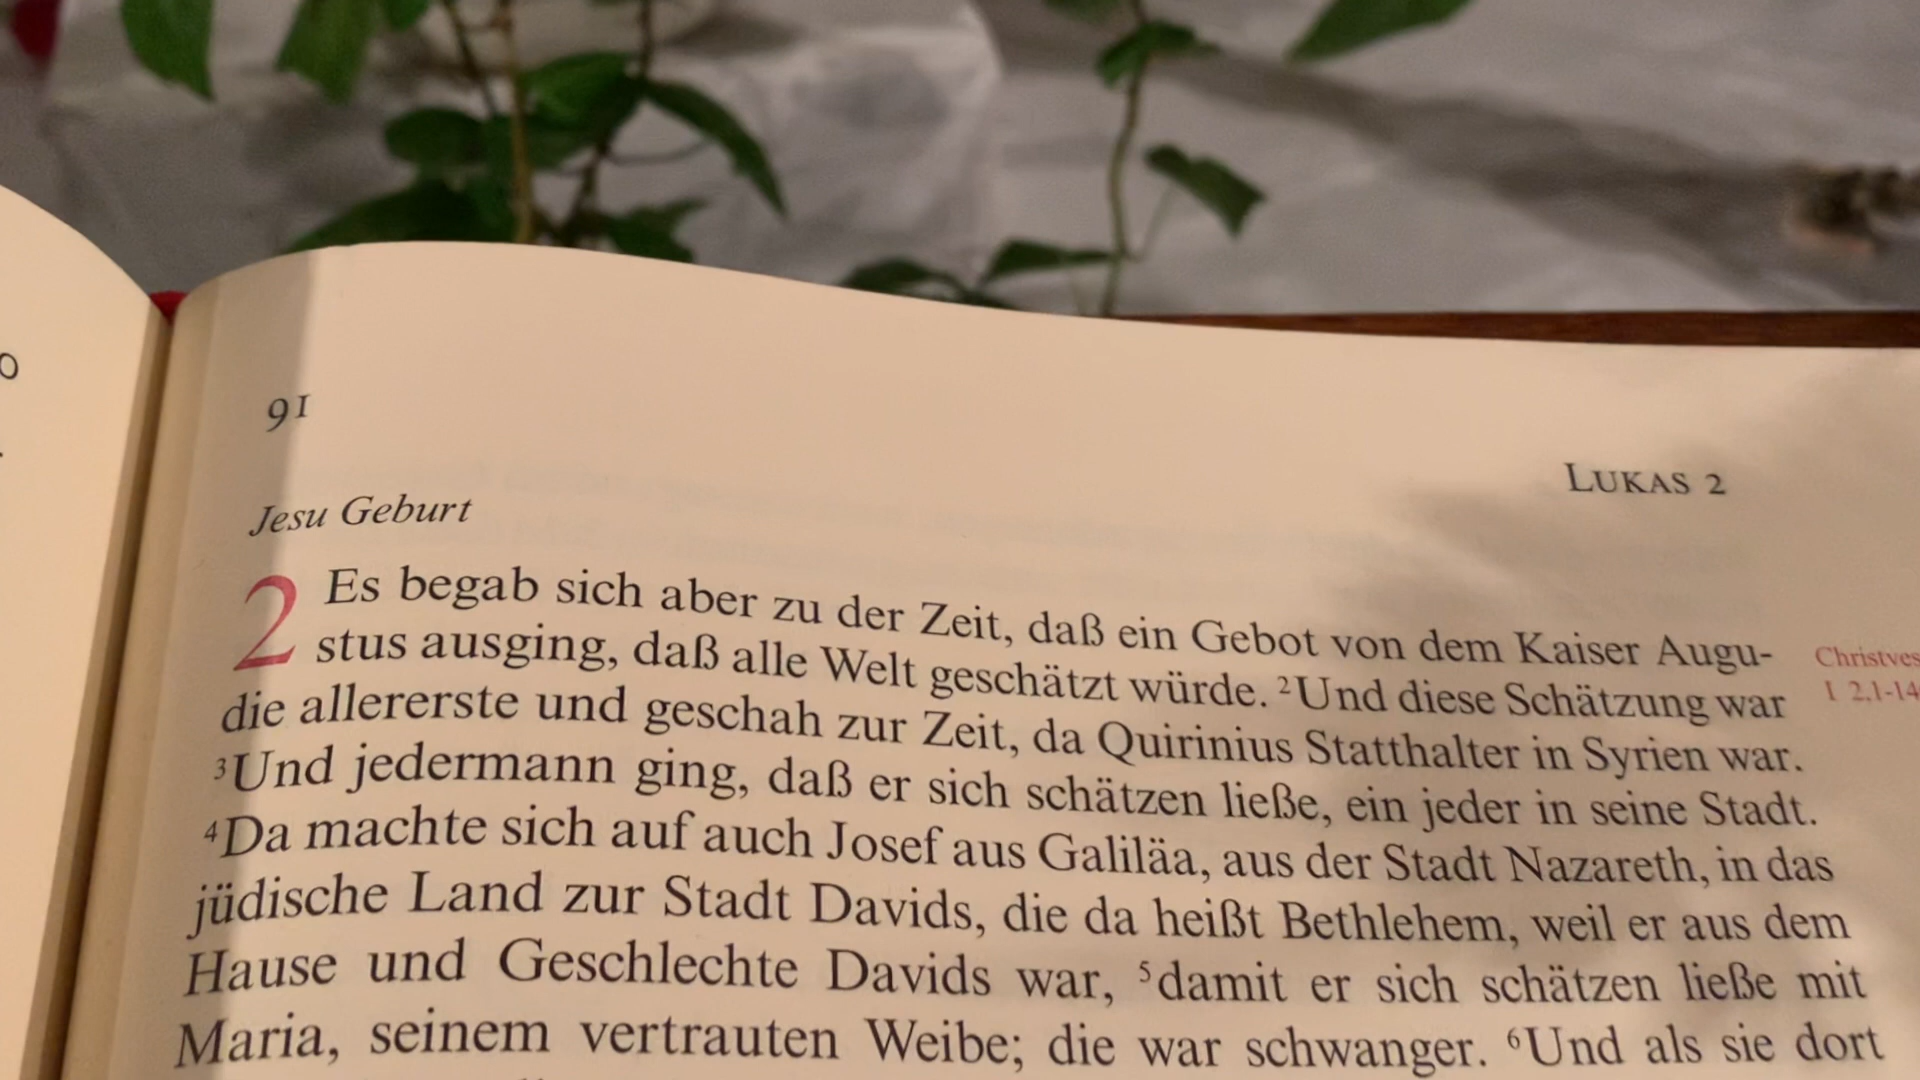 91
LUKAS 2
Jesu Geburt
2 Es begab sich aber zu der Zeit, daß ein Gebot von dem Kaiser Augu-
stus ausging, daß alle Welt geschätzt würde. ²Und diese Schätzung war
die allererste und geschah zur Zeit, da Quirinius Statthalter in Syrien war.
³Und jedermann ging, daß er sich schätzen ließe, ein jeder in seine Stadt.
⁴Da machte sich auf auch Josef aus Galiläa, aus der Stadt Nazareth, in das
jüdische Land zur Stadt Davids, die da heißt Bethlehem, weil er aus dem
Hause und Geschlechte Davids war, ⁵damit er sich schätzen ließe mit
Maria, seinem vertrauten Weibe; die war schwanger. ⁶Und als sie dort
Christves
I 2,1-14